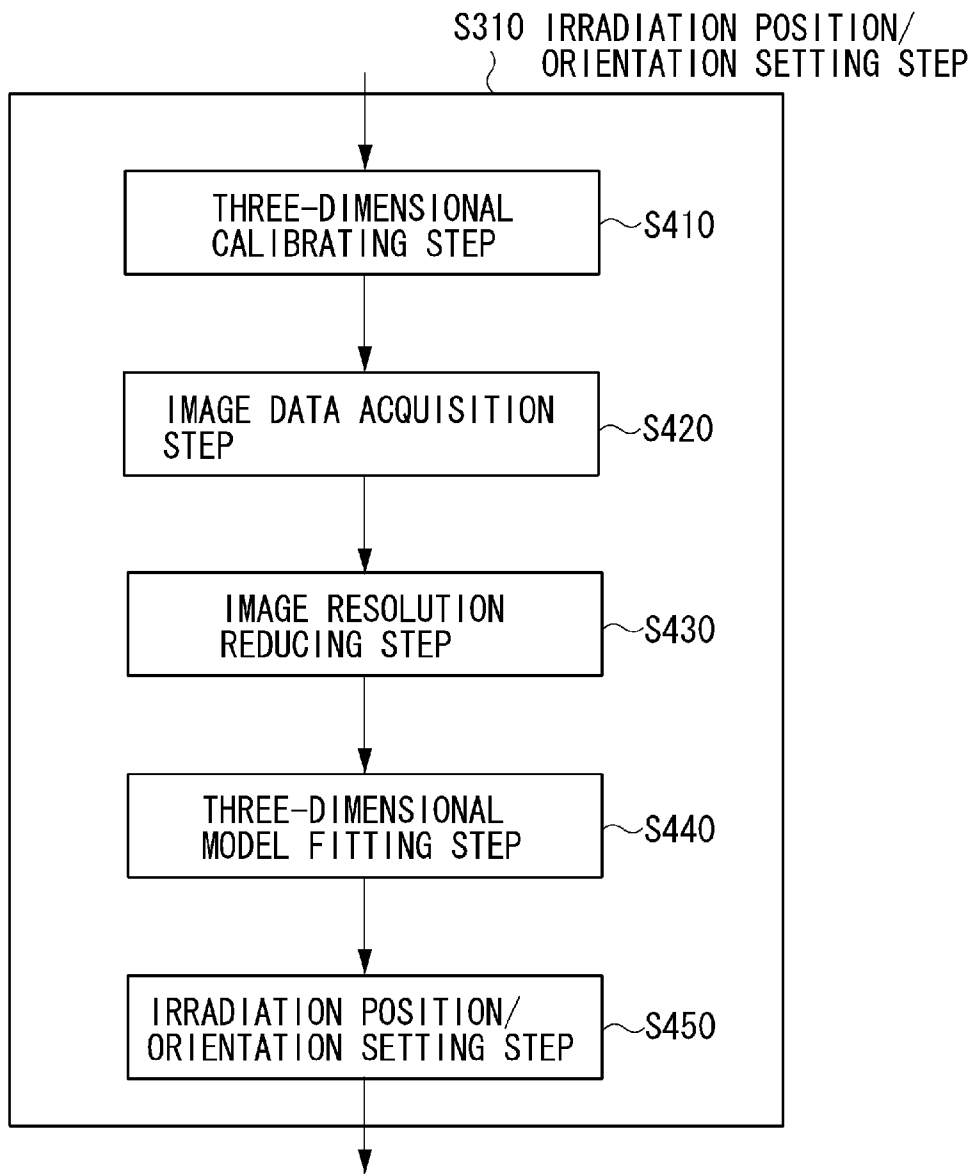 S310 IRRADIATION POSITION/
ORIENTATION SETTING STEP
THREE-DIMENSIONAL
CALIBRATING STEP
S410
IMAGE DATA ACQUISITION
STEP
S420
IMAGE RESOLUTION
REDUCING STEP
S430
THREE-DIMENSIONAL
MODEL FITTING STEP
S440
IRRADIATION POSITION/
ORIENTATION SETTING STEP
S450